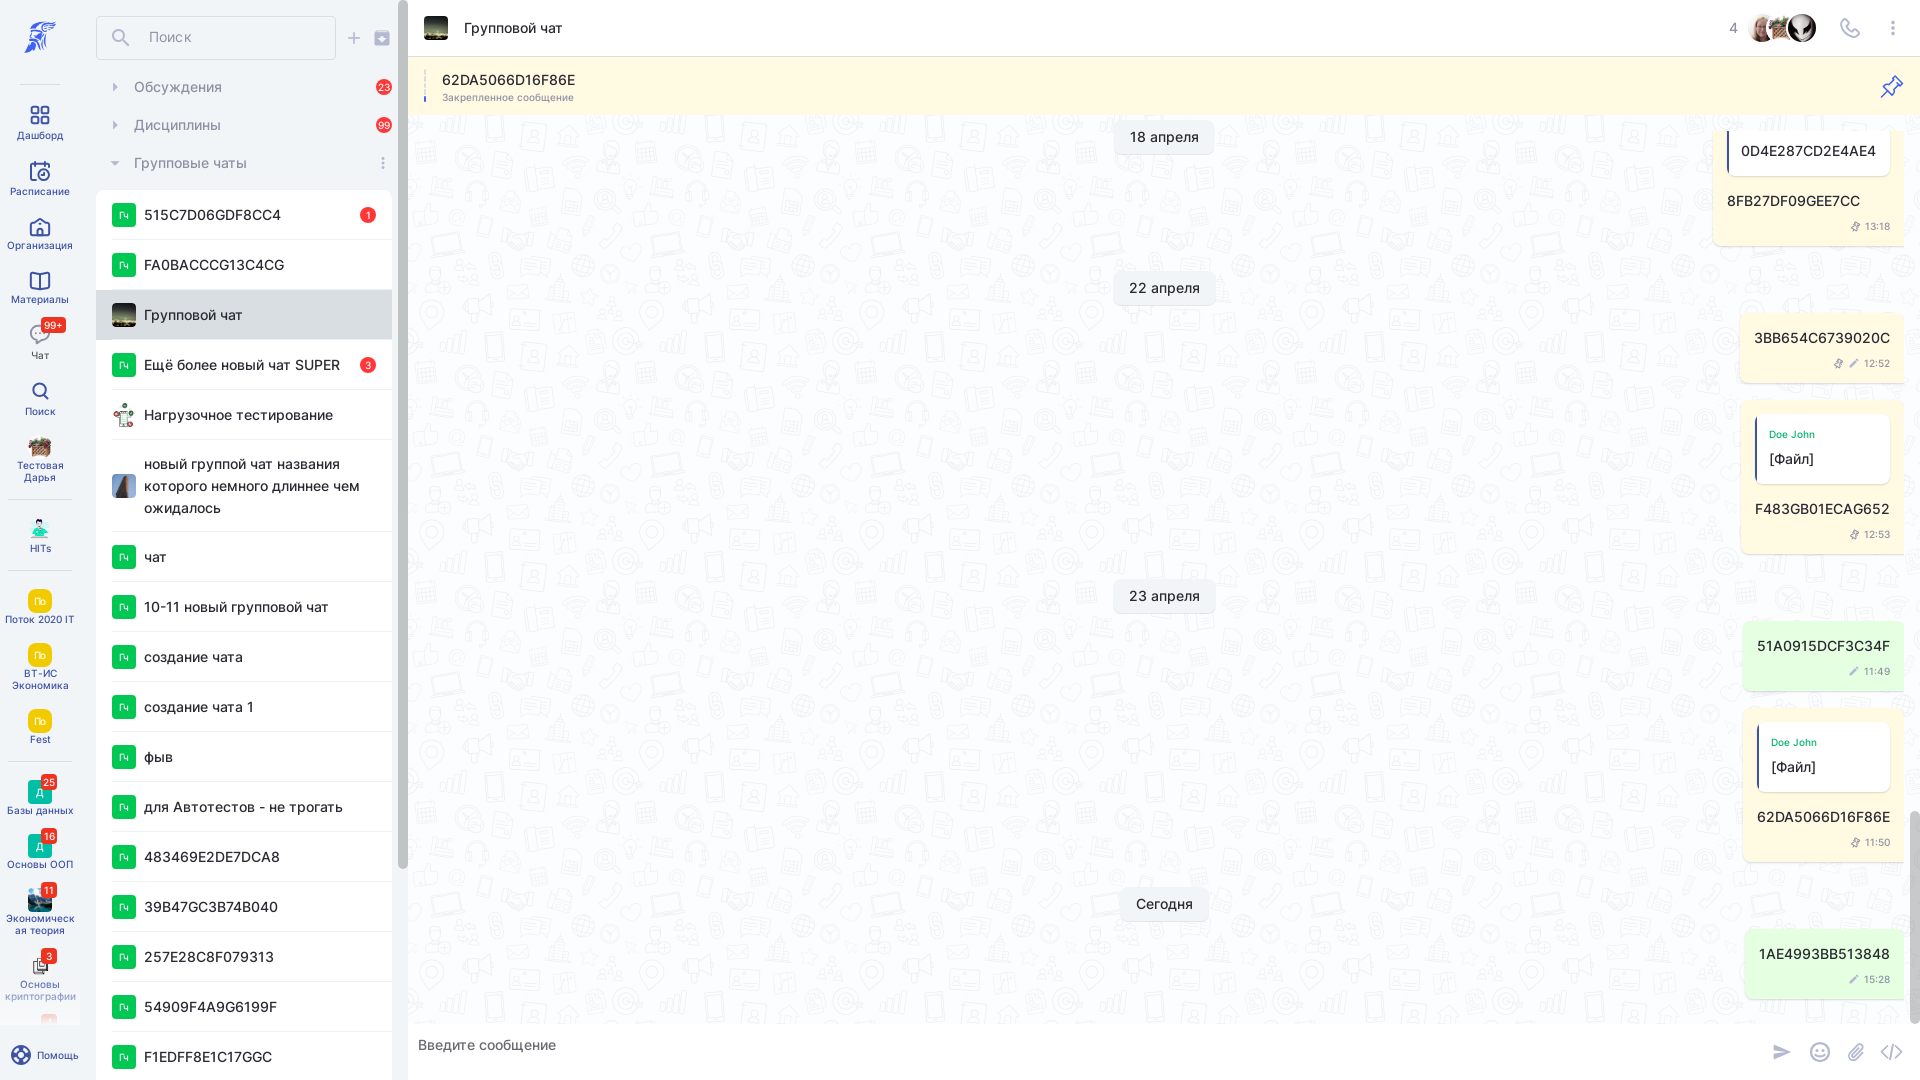 Дашборд
Расписание
Организация
Материалы
99+
Чат
Поиск
Тестовая
Дарья
HITs
По
Поток 2020 IT
По
ВТ-ИС
Экономика
По
Fest
25
Д
Базы данных
16
Д
Основы ООП
11
Экономическ
ая теория
3
Основы
криптографии
Помощь
Поиск
Обсуждения
23
Дисциплины
99
Групповые чаты
Гч
515C7D06GDF8CC4
1
Гч
FA0BACCCG13C4CG
Групповой чат
Гч
Ещё более новый чат SUPER
3
Нагрузочное тестирование
новый группой чат названия
которого немного длиннее чем
ожидалось
Гч
чат
Гч
10-11 новый групповой чат
Гч
создание чата
Гч
создание чата 1
Гч
фыв
Гч
для Автотестов - не трогать
Гч
483469E2DE7DCA8
Гч
39B47GC3B74B040
Гч
257E28C8F079313
Гч
54909F4A9G6199F
Гч
F1EDFF8E1C17GGC
Групповой чат
4
62DA5066D16F86E
Закрепленное сообщение
18 апреля
0D4E287CD2E4AE4
8FB27DF09GEE7CC
13:18
22 апреля
3BB654C6739020C
12:52
Doe John
[Файл]
F483GB01ECAG652
12:53
23 апреля
51A0915DCF3C34F
11:49
Doe John
[Файл]
62DA5066D16F86E
11:50
Сегодня
1AE4993BB513848
15:28
Введите сообщение